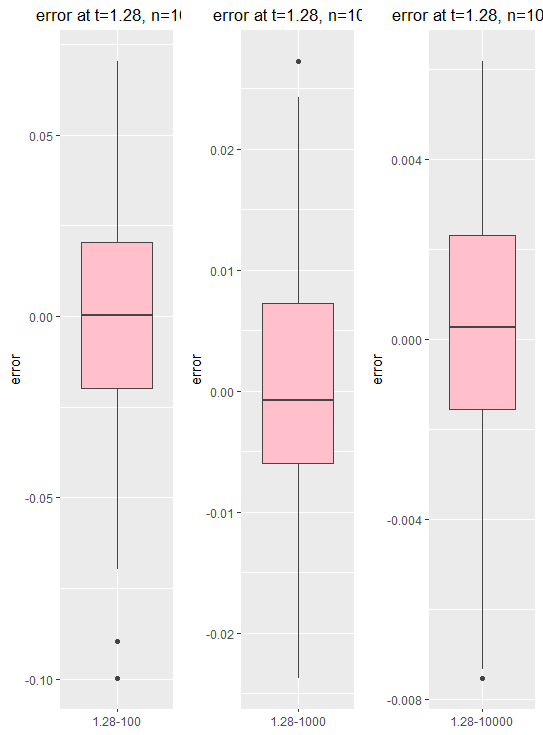 error at t=1.28, n=10
error
0.05
0.00
-0.05
-0.10
1.28-100
error at t=1.28, n=10
error
0.02
0.01
0.00
-0.01
-0.02
1.28-1000
error at t=1.28, n=10
error
0.004
0.000
-0.004
-0.008
1.28-10000